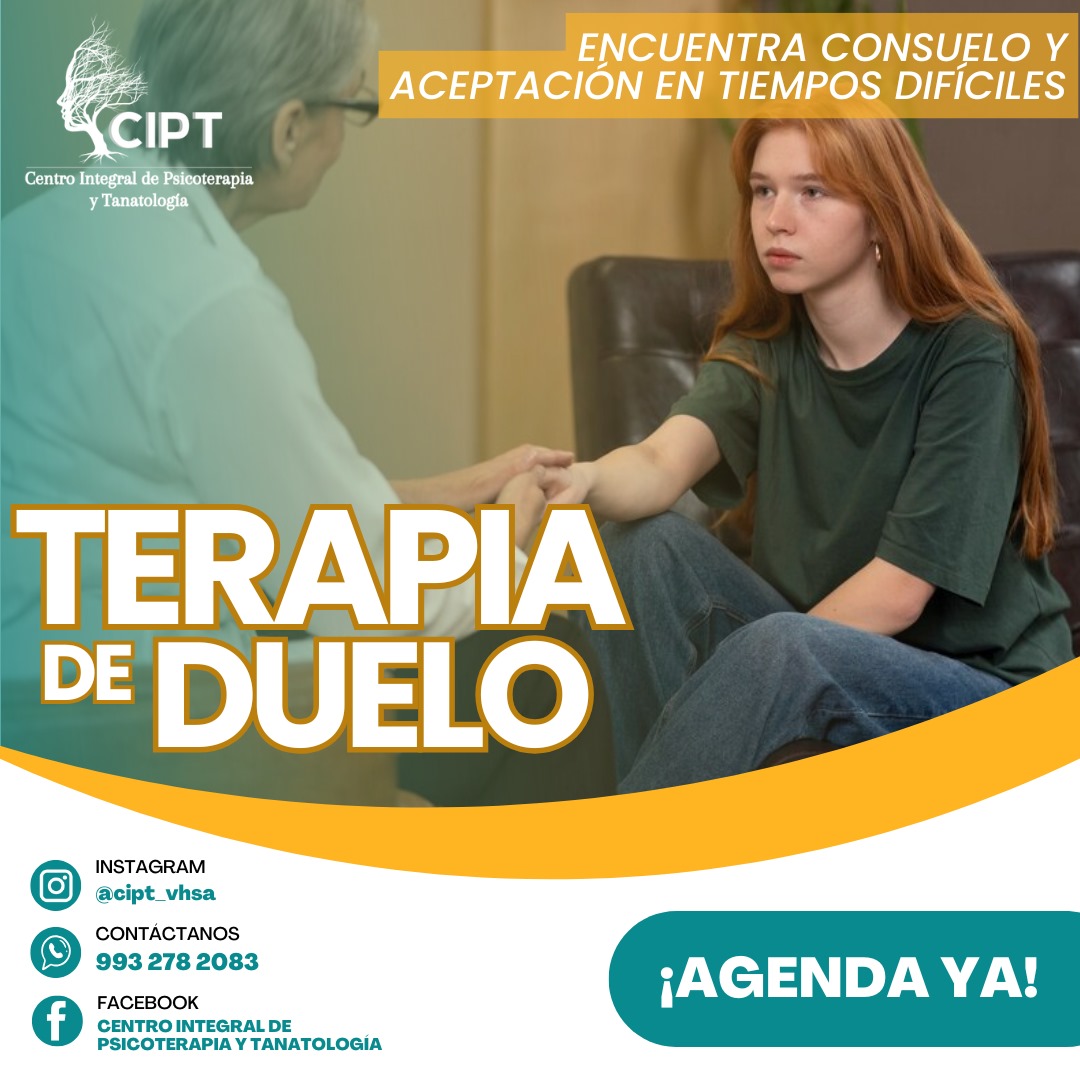 CIPT
Centro Integral de Psicoterapia
y Tanatología
ENCUENTRA CONSUELO Y
ACEPTACIÓN EN TIEMPOS DIFÍCILES
TERAPIA
DE DUELO
INSTAGRAM
@cipt_vhsa
CONTÁCTANOS
993 278 2083
FACEBOOK
CENTRO INTEGRAL DE
PSICOTERAPIA Y TANATOLOGÍA
¡AGENDA YA!